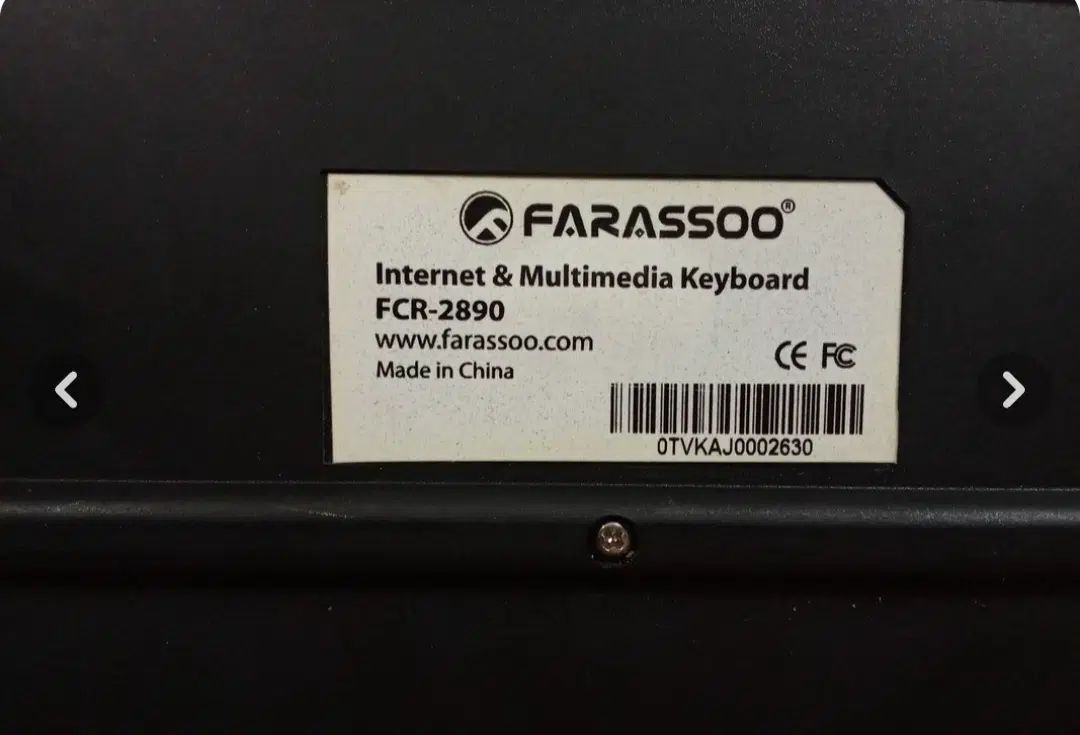 FARASSOO®
Internet & Multimedia Keyboard
FCR-2890
www.farassoo.com
Made in China
CE FC
0TVKAJ0002630